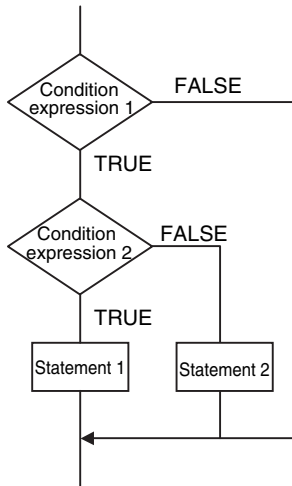 Condition
expression 1
FALSE
TRUE
Condition
expression 2
FALSE
TRUE
Statement 1
Statement 2